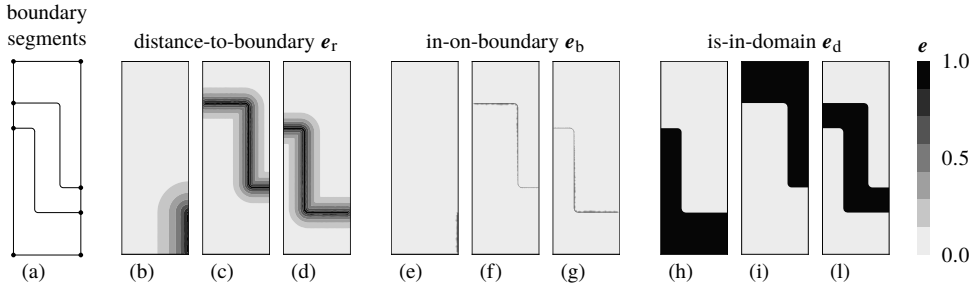 boundary
segments
distance-to-boundary e_r
in-on-boundary e_b
is-in-domain e_d
e
1.0
0.5
0.0
(a)
(b)
(c)
(d)
(e)
(f)
(g)
(h)
(i)
(l)